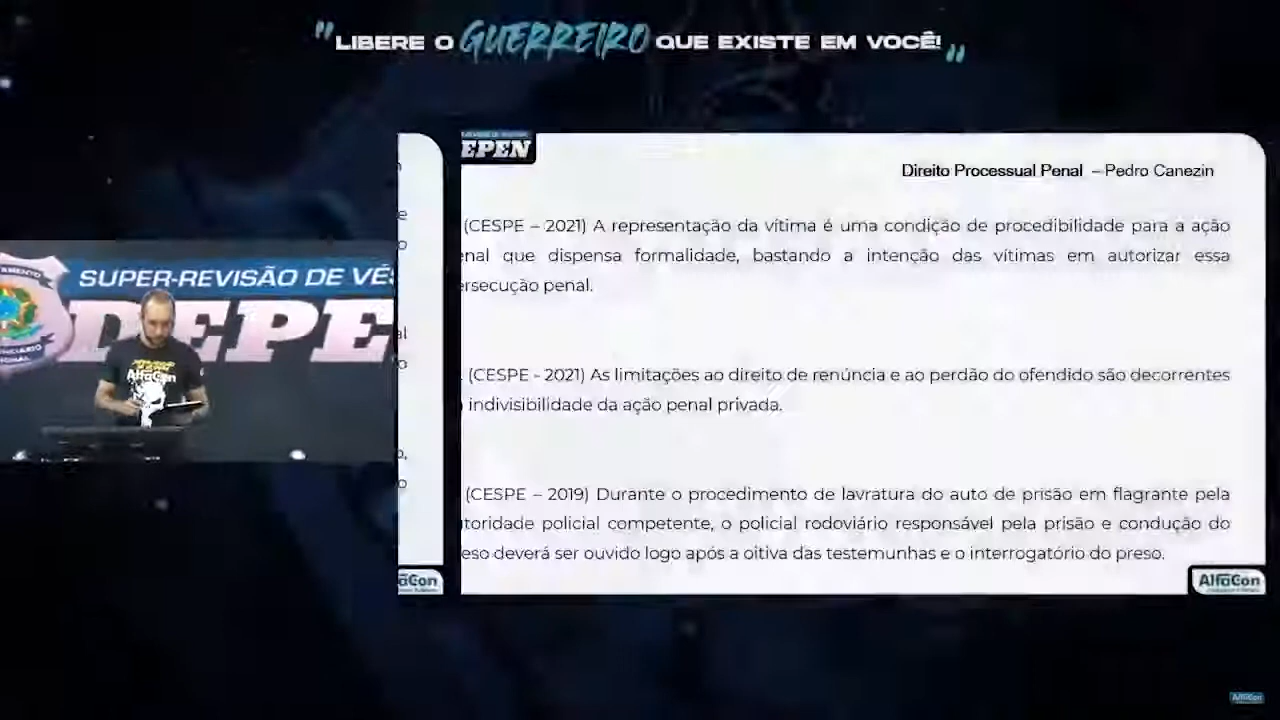 "LIBERE O GUERREIRO QUE EXISTE EM VOCÊ!"
EPEN
Direito Processual Penal – Pedro Canezin
(CESPE – 2021) A representação da vítima é uma condição de procedibilidade para a ação
enal que dispensa formalidade, bastando a intenção das vítimas em autorizar essa
ersecução penal.
(CESPE - 2021) As limitações ao direito de renúncia e ao perdão do ofendido são decorrentes
indivisibilidade da ação penal privada.
(CESPE – 2019) Durante o procedimento de lavratura do auto de prisão em flagrante pela
toridade policial competente, o policial rodoviário responsável pela prisão e condução do
eso deverá ser ouvido logo após a oitiva das testemunhas e o interrogatório do preso.
SUPER-REVISÃO DE VÉS
DEPE
AlfaCon
aCon
AlfaCon
AlfaCon